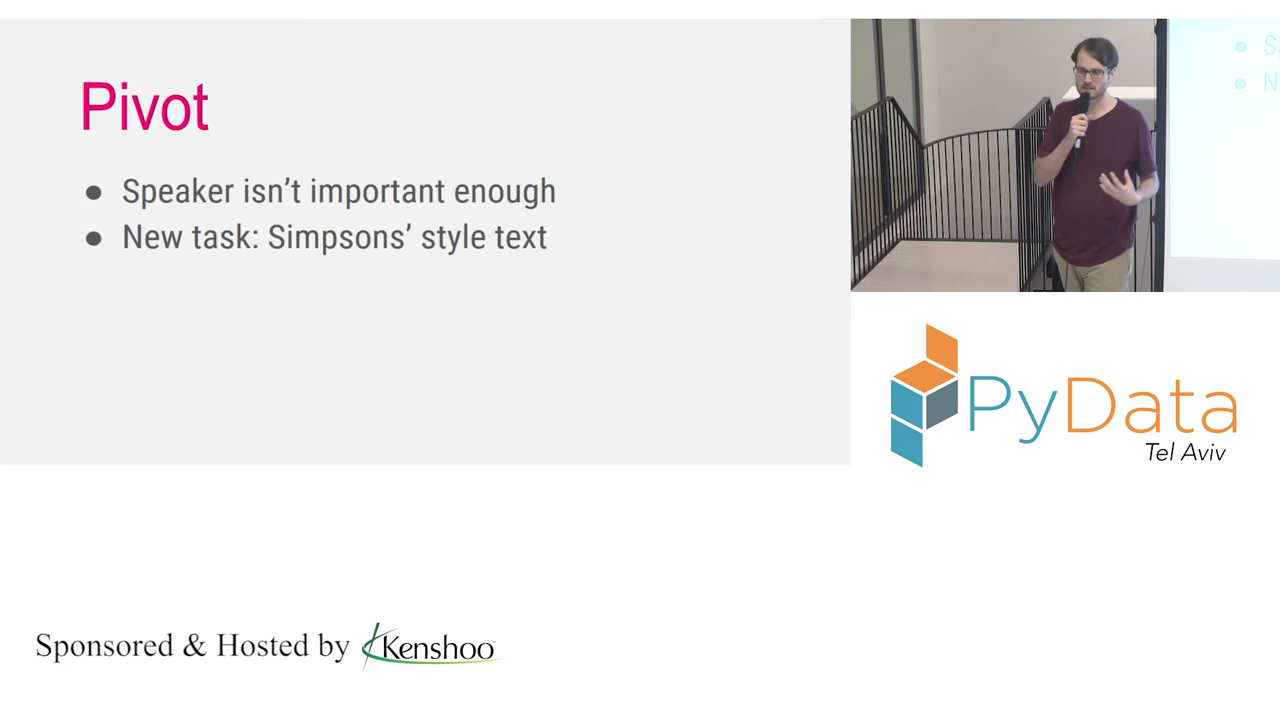 Pivot
● Speaker isn’t important enough
● New task: Simpsons’ style text
S
N
PyData
Tel Aviv
Sponsored & Hosted by Kenshoo